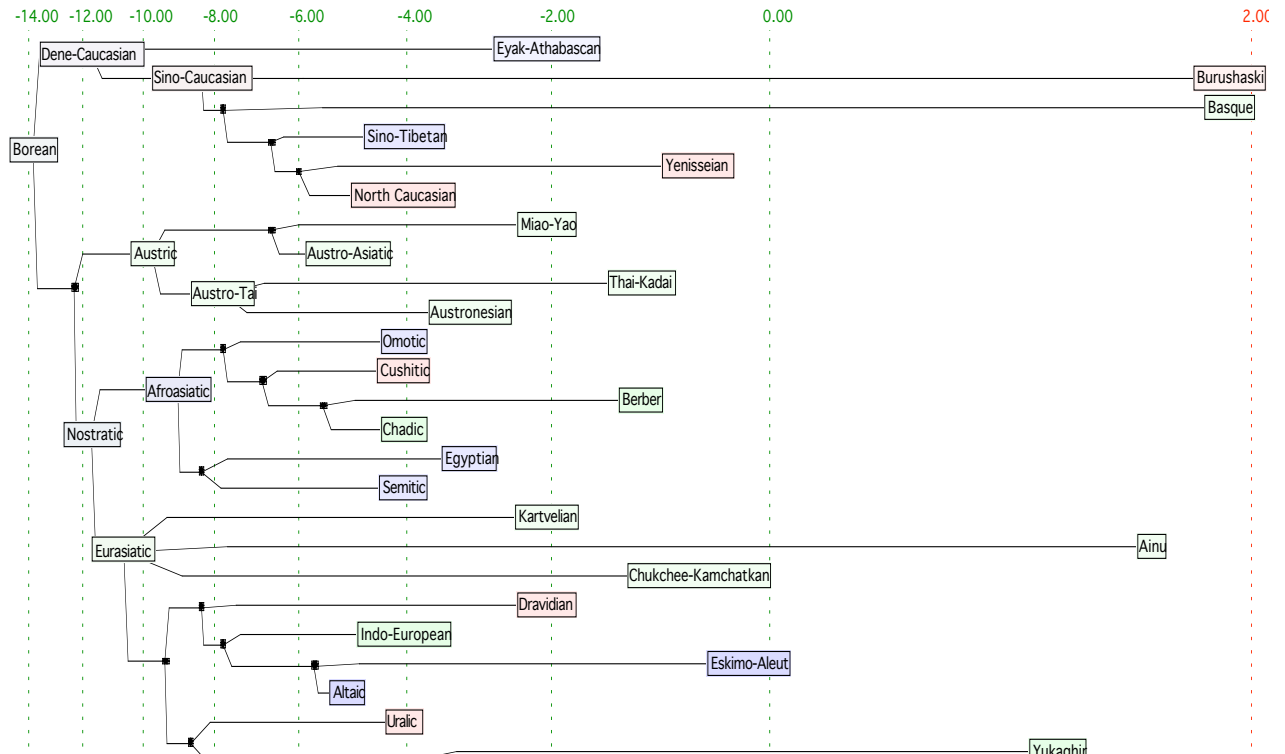 -14.00 -12.00 -10.00 -8.00 -6.00 -4.00 -2.00 0.00 2.00
Dene-Caucasian
Eyak-Athabascan
Sino-Caucasian
Burushaski
Basque
Sino-Tibetan
Borean
Yenisseian
North Caucasian
Miao-Yao
Austric
Austro-Asiatic
Thai-Kadai
Austro-Tai
Austronesian
Omotic
Cushitic
Afroasiatic
Berber
Chadic
Nostratic
Egyptian
Semitic
Kartvelian
Ainu
Eurasiatic
Chukchee-Kamchatkan
Dravidian
Indo-European
Eskimo-Aleut
Altaic
Uralic
Yukaghir